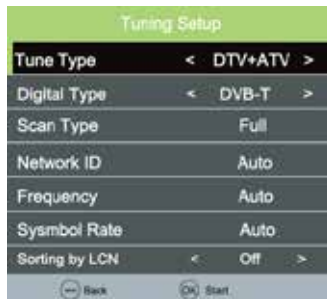 Tuning Setup
Tune Type < DTV+ATV >
Digital Type < DVB-T >
Scan Type Full
Network ID Auto
Frequency Auto
Sysmbol Rate Auto
Sorting by LCN < Off >
Back OK Start